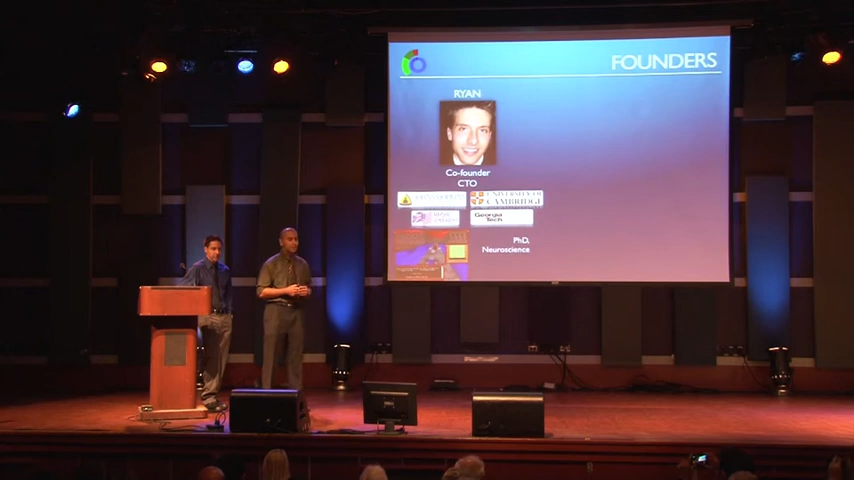 FOUNDERS
RYAN
Co-founder
CTO
UNIVERSITY OF
CAMBRIDGE
Georgia
Tech
PhD,
Neuroscience